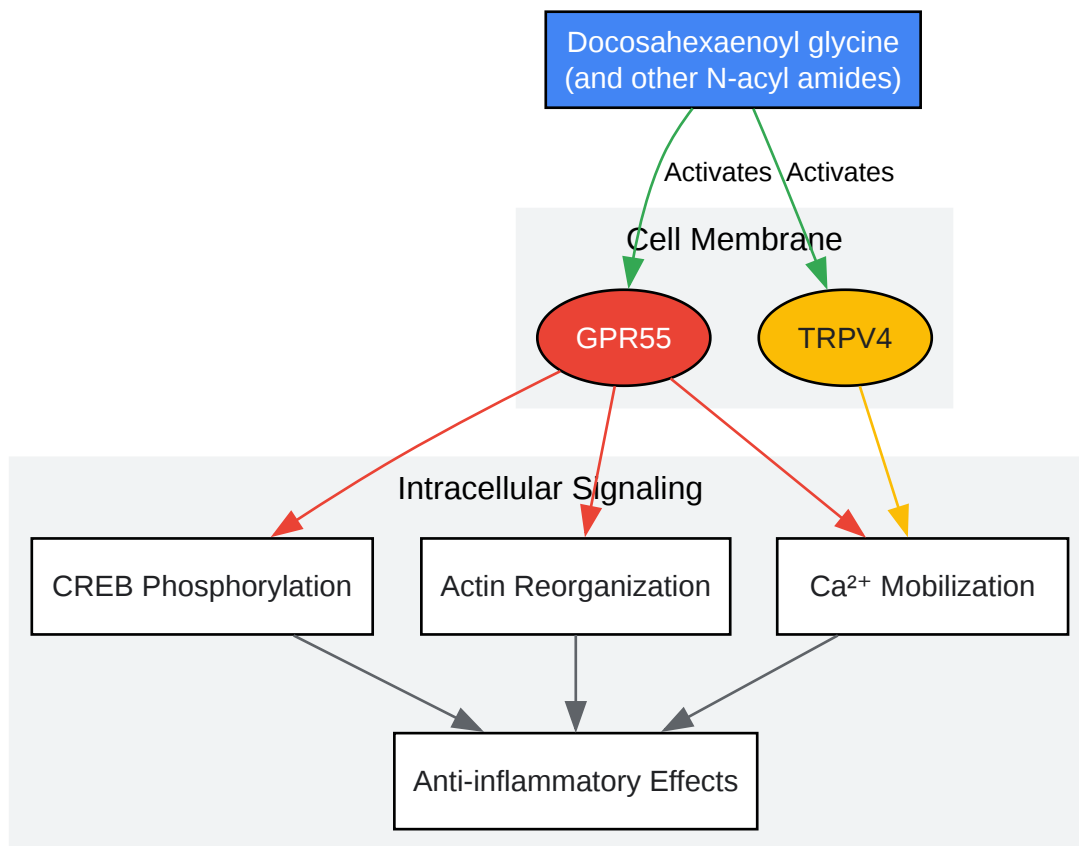 Docosahexaenoyl glycine
(and other N-acyl amides)
Activates
Activates
Cell Membrane
GPR55
TRPV4
Intracellular Signaling
CREB Phosphorylation
Actin Reorganization
Ca²⁺ Mobilization
Anti-inflammatory Effects